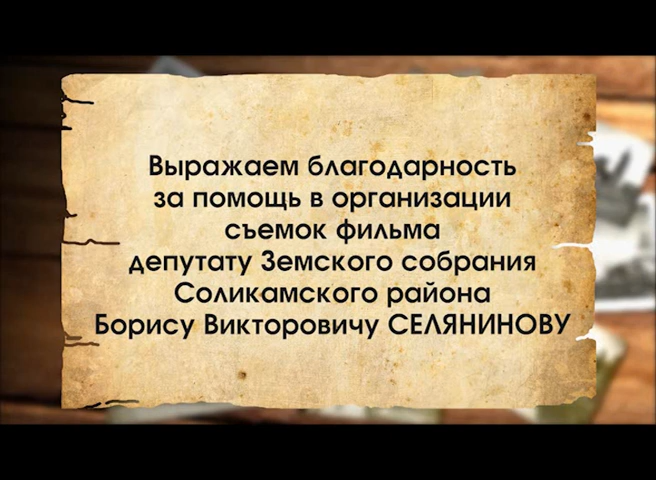 Выражаем благодарность
за помощь в организации
съемок фильма
депутату Земского собрания
Соликамского района
Борису Викторовичу СЕЛЯНИНОВУ